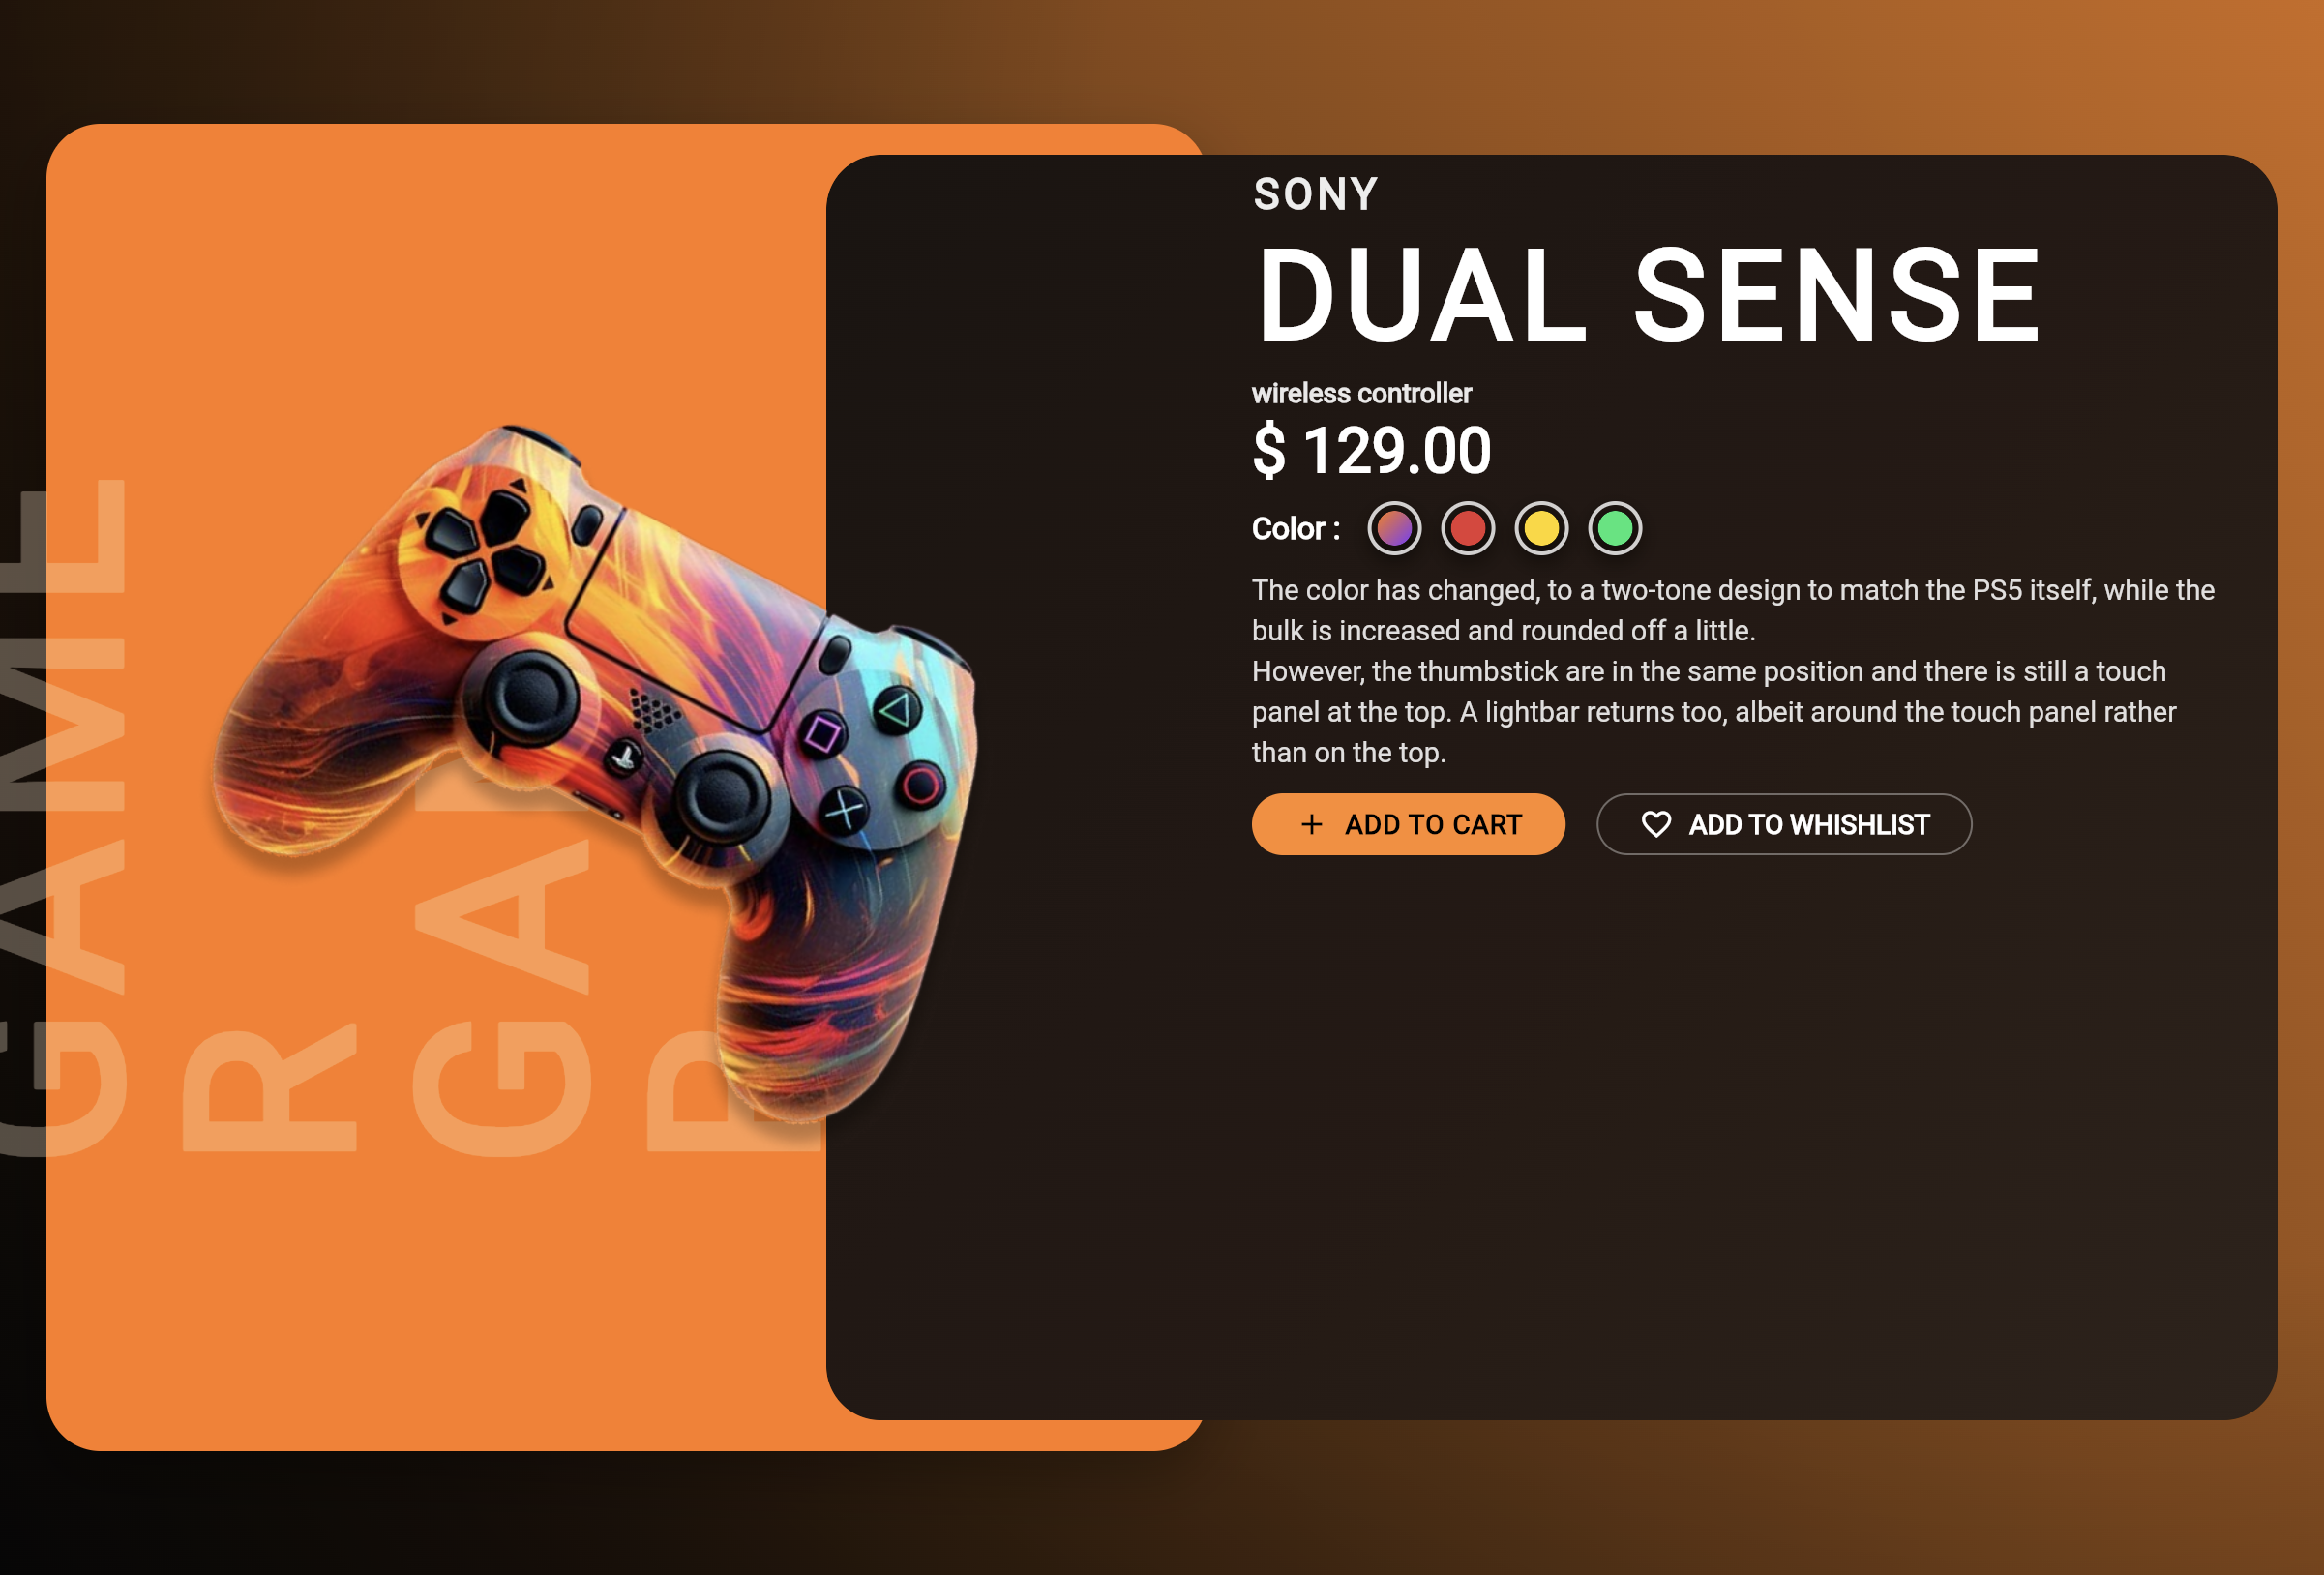 GAME
R
GAM
R
SONY
DUAL SENSE
wireless controller
$ 129.00
Color :
The color has changed, to a two-tone design to match the PS5 itself, while the
bulk is increased and rounded off a little.
However, the thumbstick are in the same position and there is still a touch
panel at the top. A lightbar returns too, albeit around the touch panel rather
than on the top.
+ ADD TO CART
ADD TO WHISHLIST